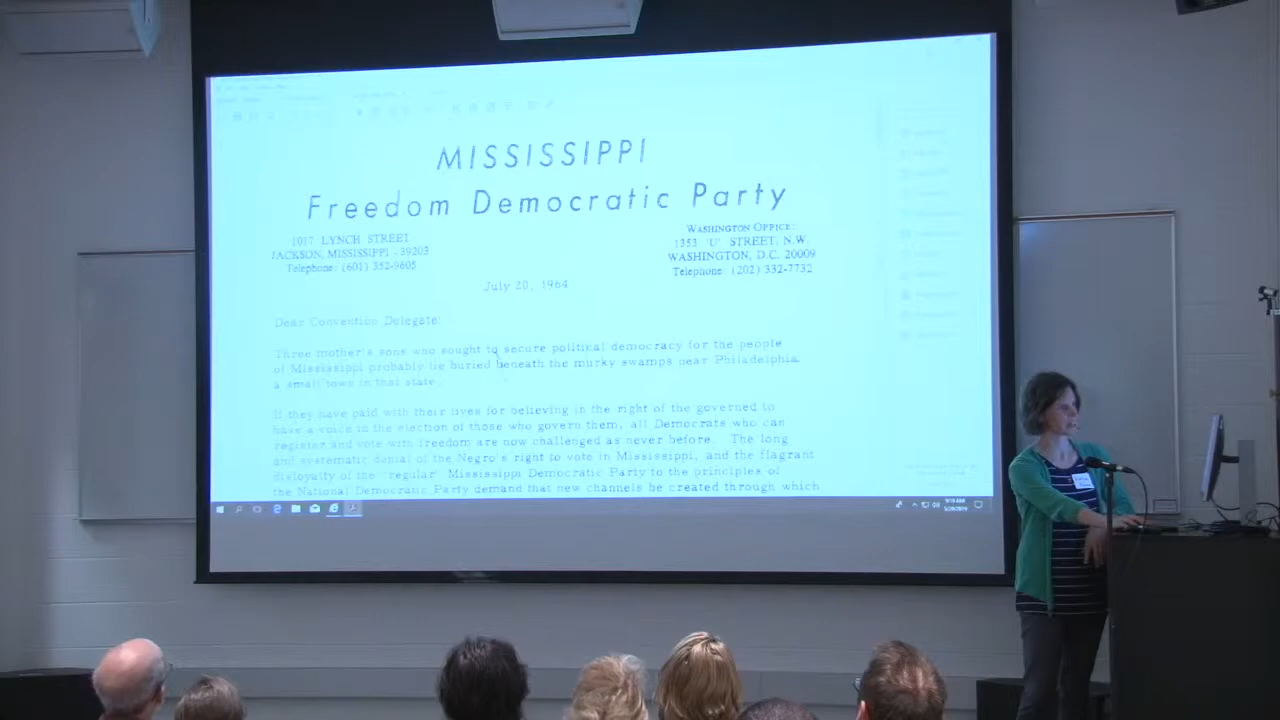 MISSISSIPPI
Freedom Democratic Party
1017 LYNCH STREET
JACKSON, MISSISSIPPI - 39203
Telephone: (601) 352-9605
WASHINGTON OFFICE:
1353 'U' STREET, N.W.
WASHINGTON, D.C. 20009
Telephone: (202) 332-7732
July 20, 1964
Dear Convention Delegate:
Three mother's sons who sought to secure political democracy for the people
of Mississippi probably lie buried beneath the murky swamps near Philadelphia
a small town in that state.
If they have paid with their lives for believing in the right of the governed to
have a voice in the election of those who govern them, all Democrats who can
register and vote with freedom are now challenged as never before. The long
and systematic denial of the Negro's right to vote in Mississippi, and the flagrant
disloyalty of the "regular" Mississippi Democratic Party to the principles of
the National Democratic Party demand that new channels be created through which